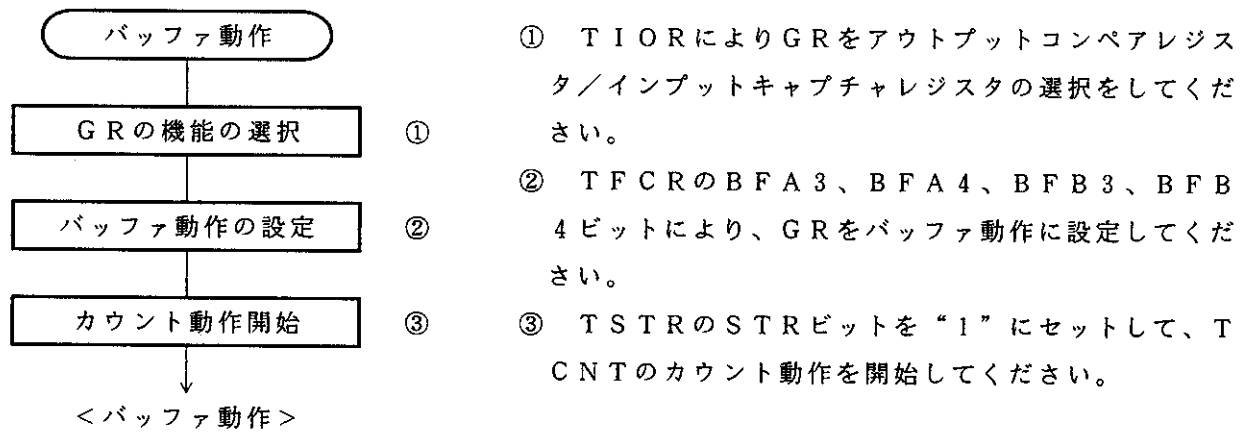 バッファ動作
GRの機能の選択 ①
バッファ動作の設定 ②
カウント動作開始 ③
<バッファ動作>
① TIORによりGRをアウトプットコンペアレジス
タ/インプットキャプチャレジスタの選択をしてくだ
さい。
② TFCRのBFA3、BFA4、BFB3、BFB
4ビットにより、GRをバッファ動作に設定してくだ
さい。
③ TSTRのSTRビットを“1”にセットして、T
CNTのカウント動作を開始してください。